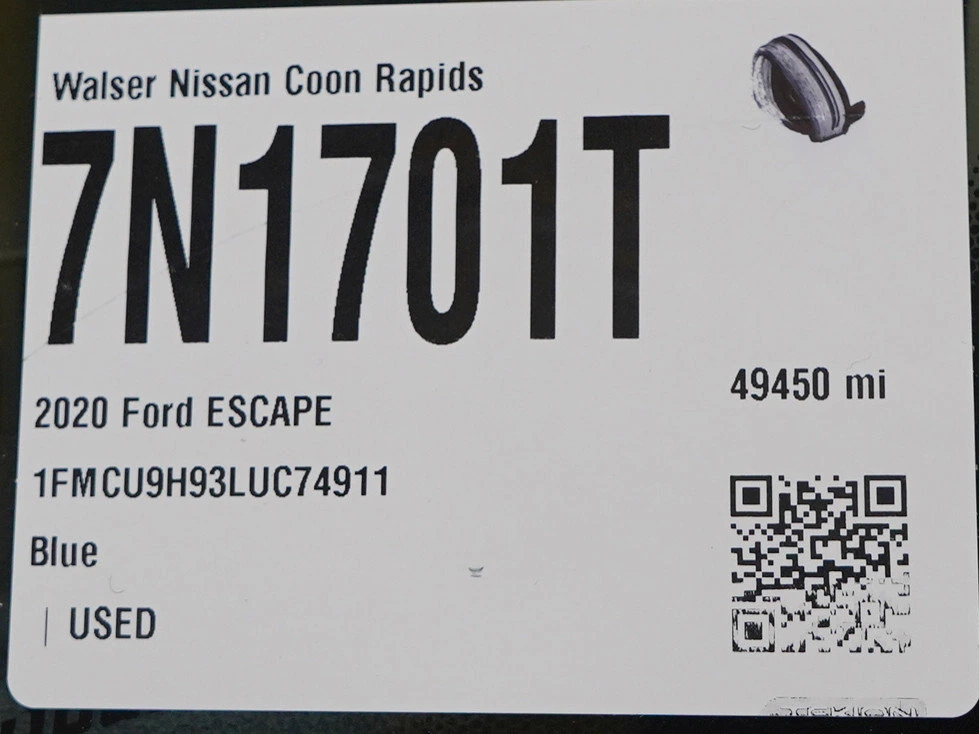 Walser Nissan Coon Rapids
7N1701T
49450 mi
2020 Ford ESCAPE
1FMCU9H93LUC74911
Blue
| USED